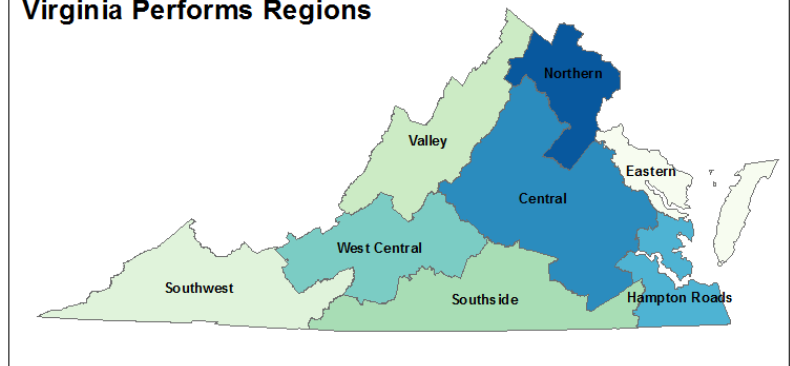 Virginia Performs Regions
Northern
Valley
Eastern
Central
West Central
Southwest
Southside
Hampton Roads